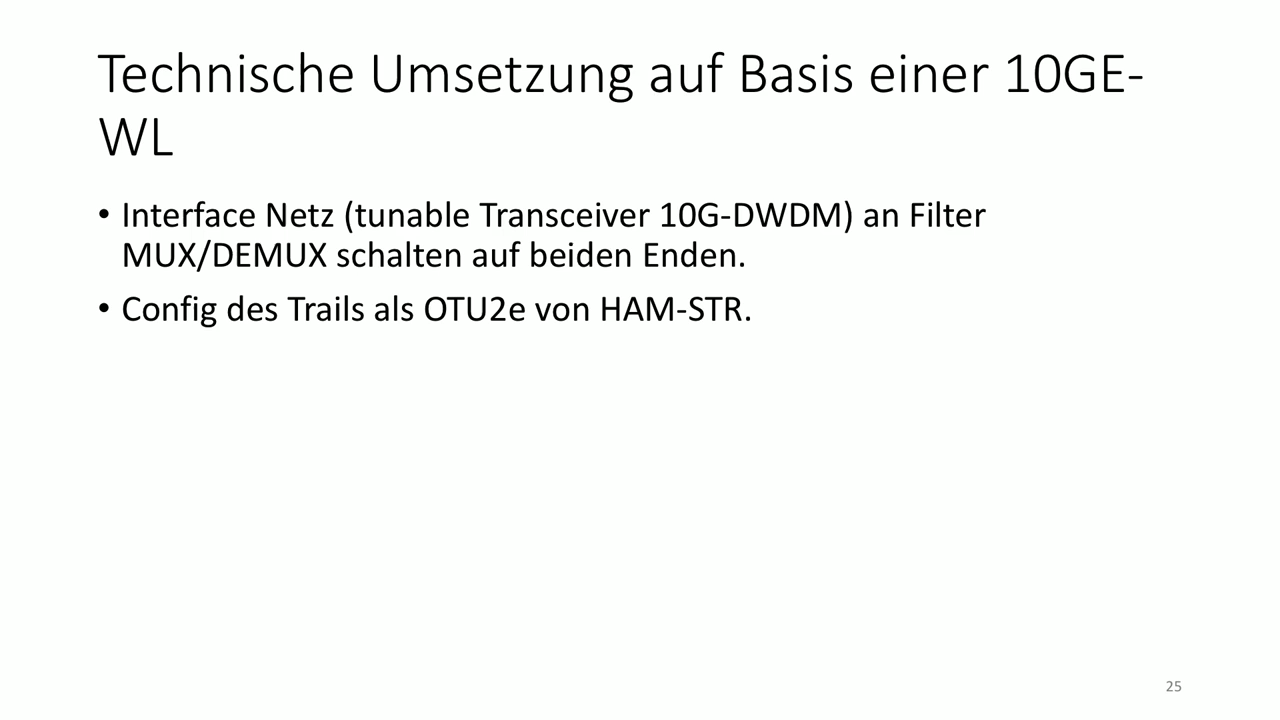 Technische Umsetzung auf Basis einer 10GE-
WL
• Interface Netz (tunable Transceiver 10G-DWDM) an Filter
MUX/DEMUX schalten auf beiden Enden.
• Config des Trails als OTU2e von HAM-STR.
25